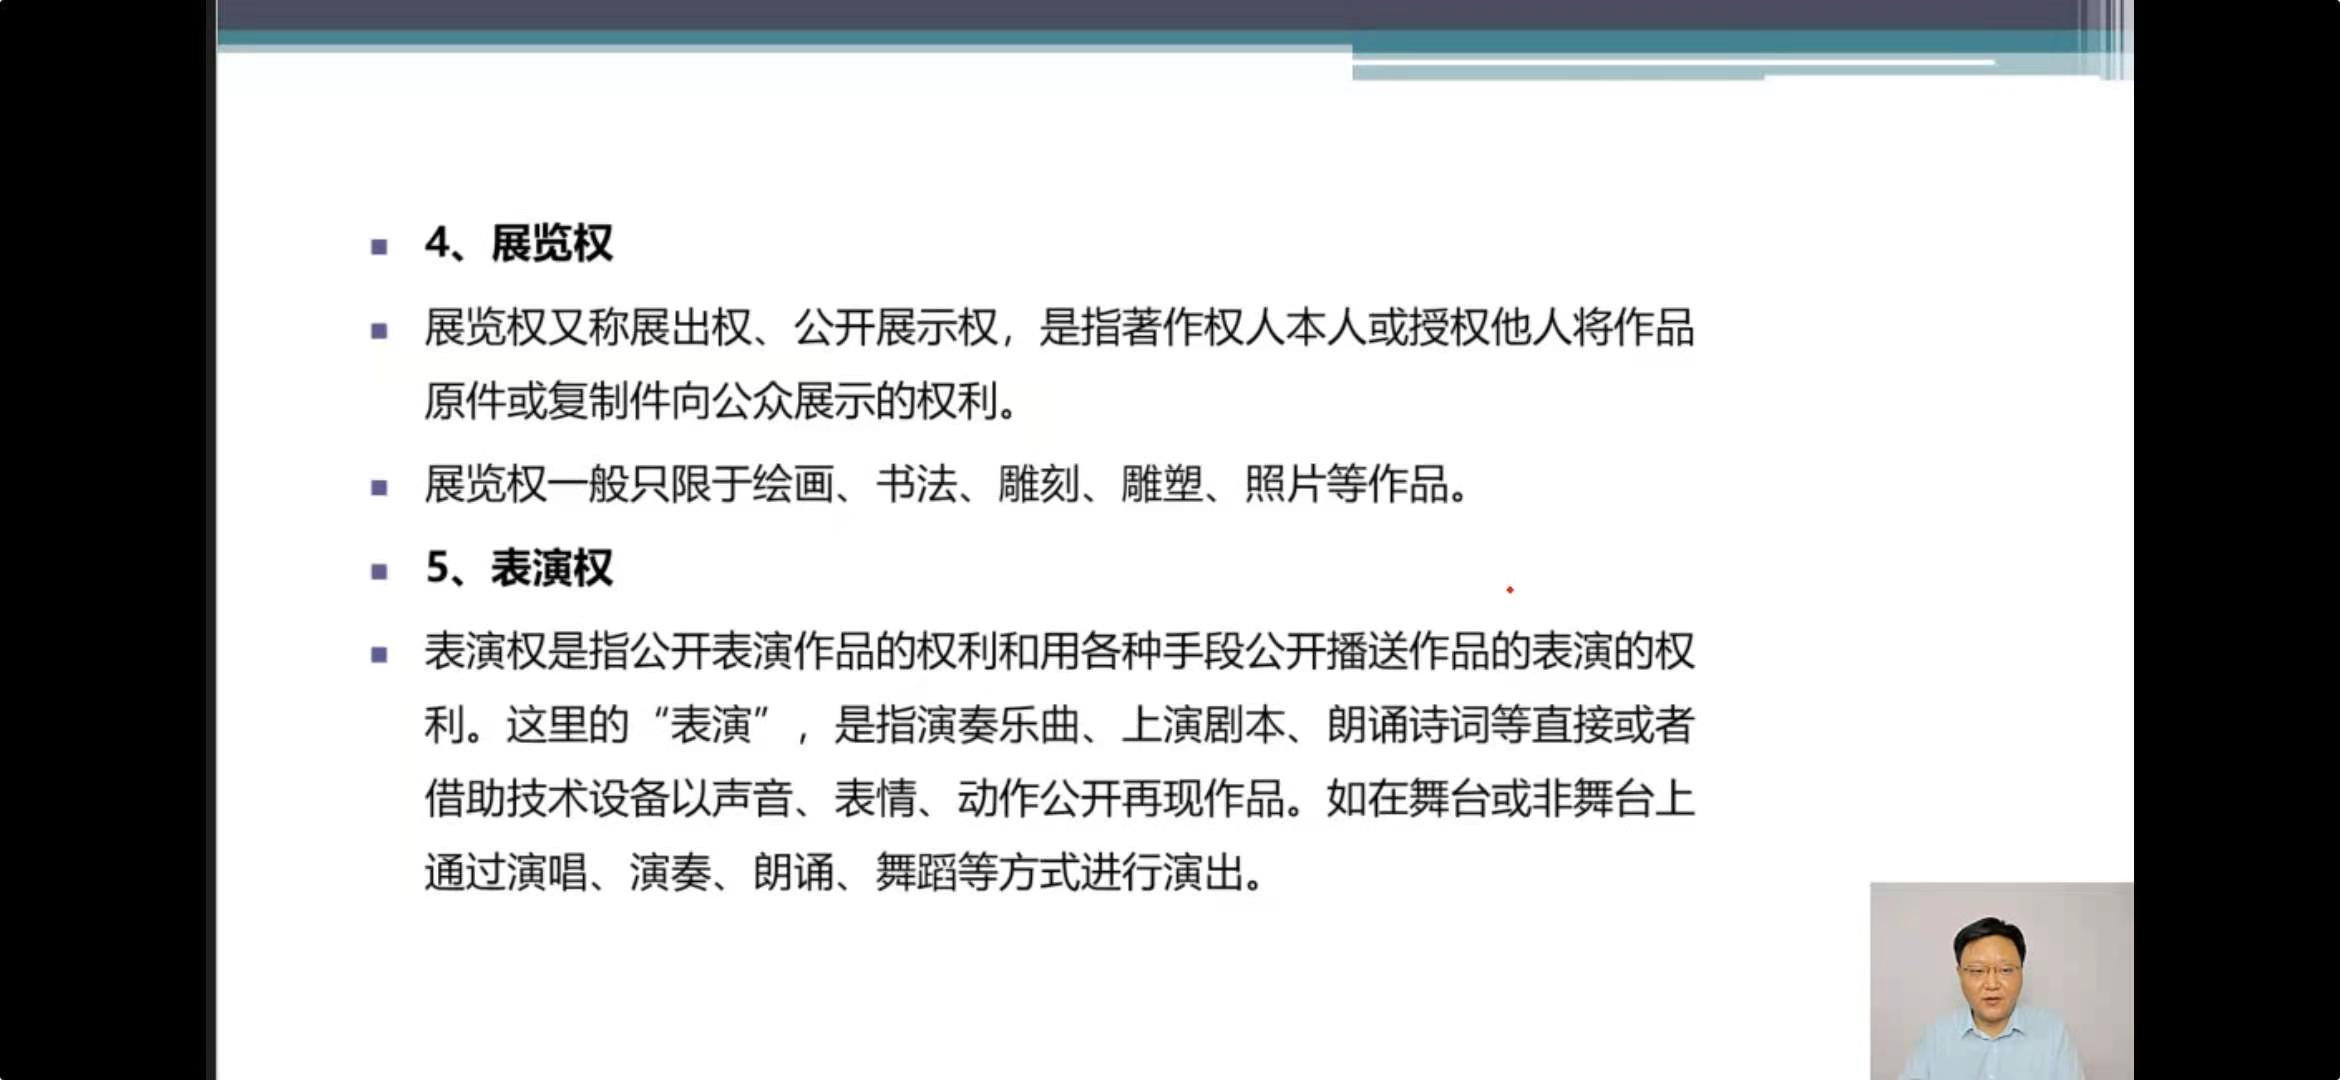 4、展览权
展览权又称展出权、公开展示权，是指著作权人本人或授权他人将作品
原件或复制件向公众展示的权利。
展览权一般只限于绘画、书法、雕刻、雕塑、照片等作品。
5、表演权
表演权是指公开表演作品的权利和用各种手段公开播送作品的表演的权
利。这里的“表演”，是指演奏乐曲、上演剧本、朗诵诗词等直接或者
借助技术设备以声音、表情、动作公开再现作品。如在舞台或非舞台上
通过演唱、演奏、朗诵、舞蹈等方式进行演出。